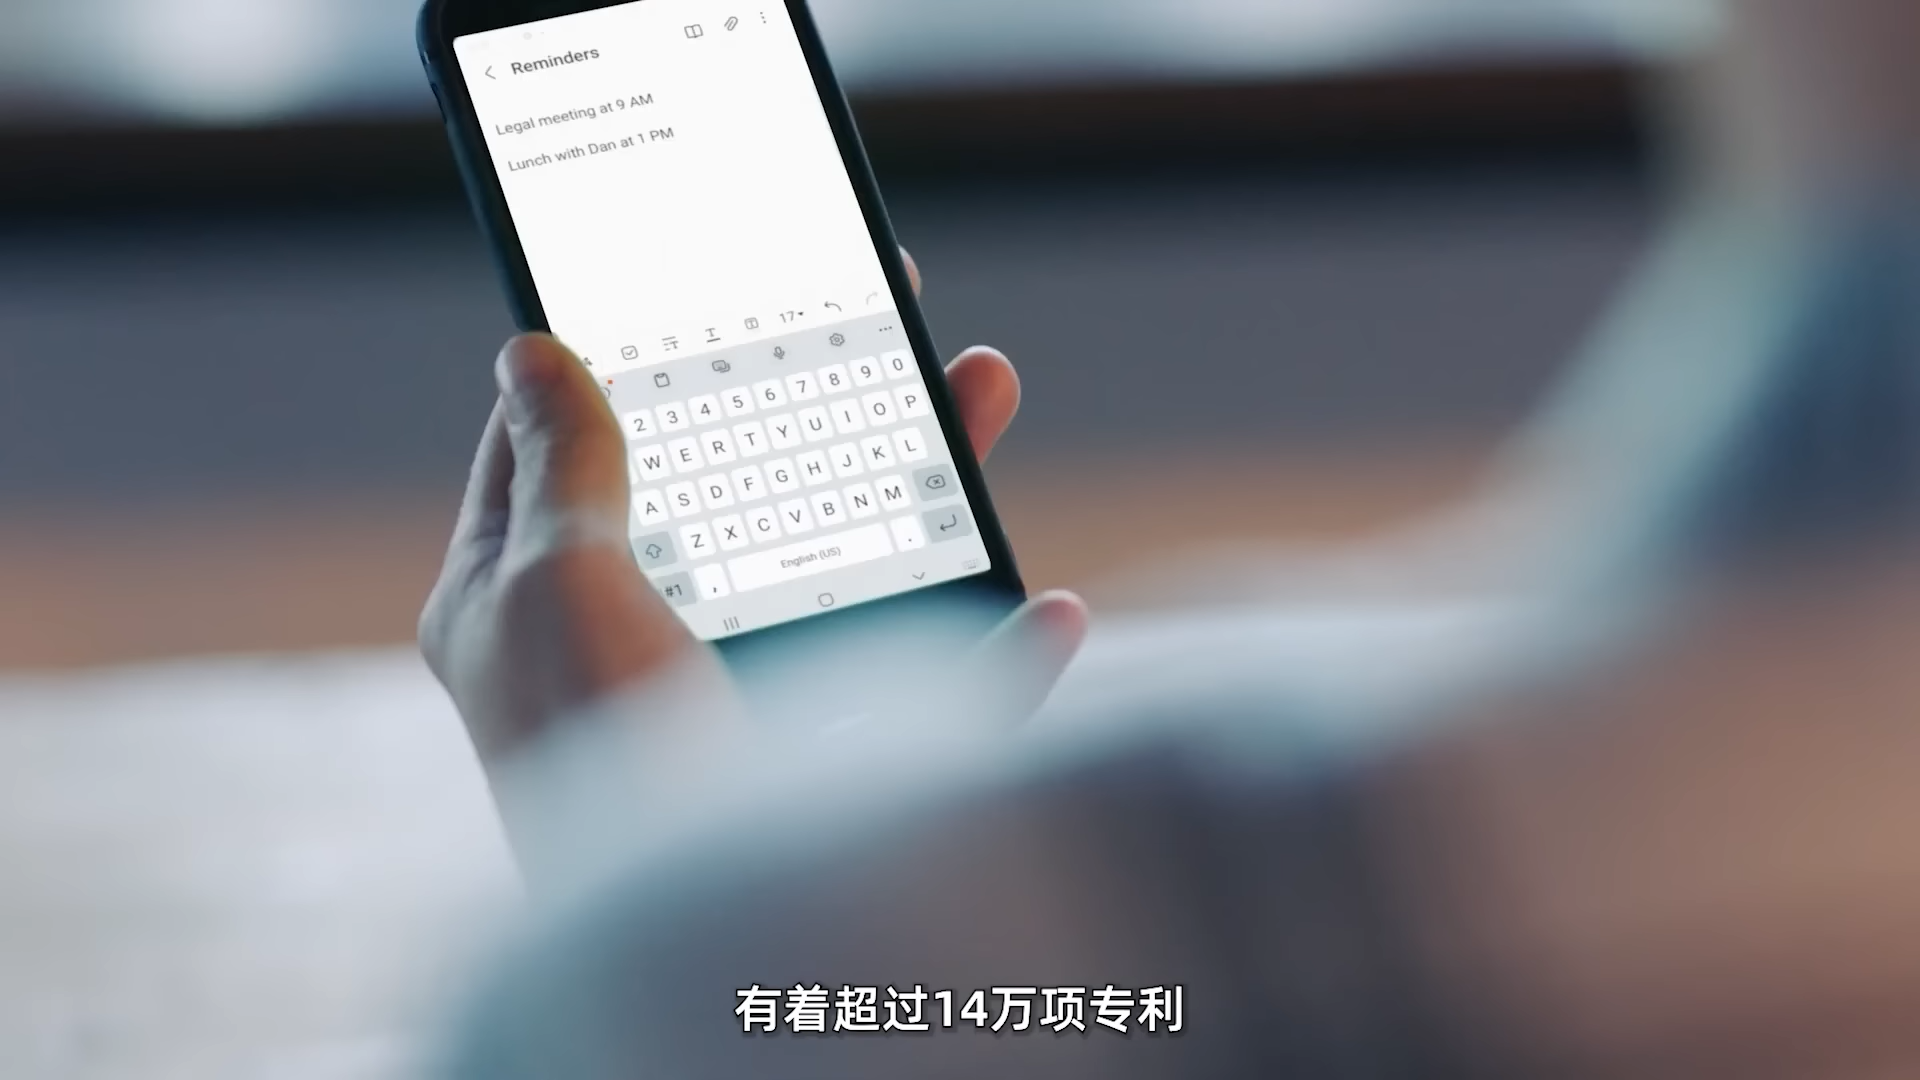 Reminders
Legal meeting at 9 AM
Lunch with Dan at 1 PM
17
2 3 4 5 6 7 8 9 0
W E R T Y U I O P
A S D F G H J K L
Z X C V B N M
#1 , English (US) .
有着超过14万项专利